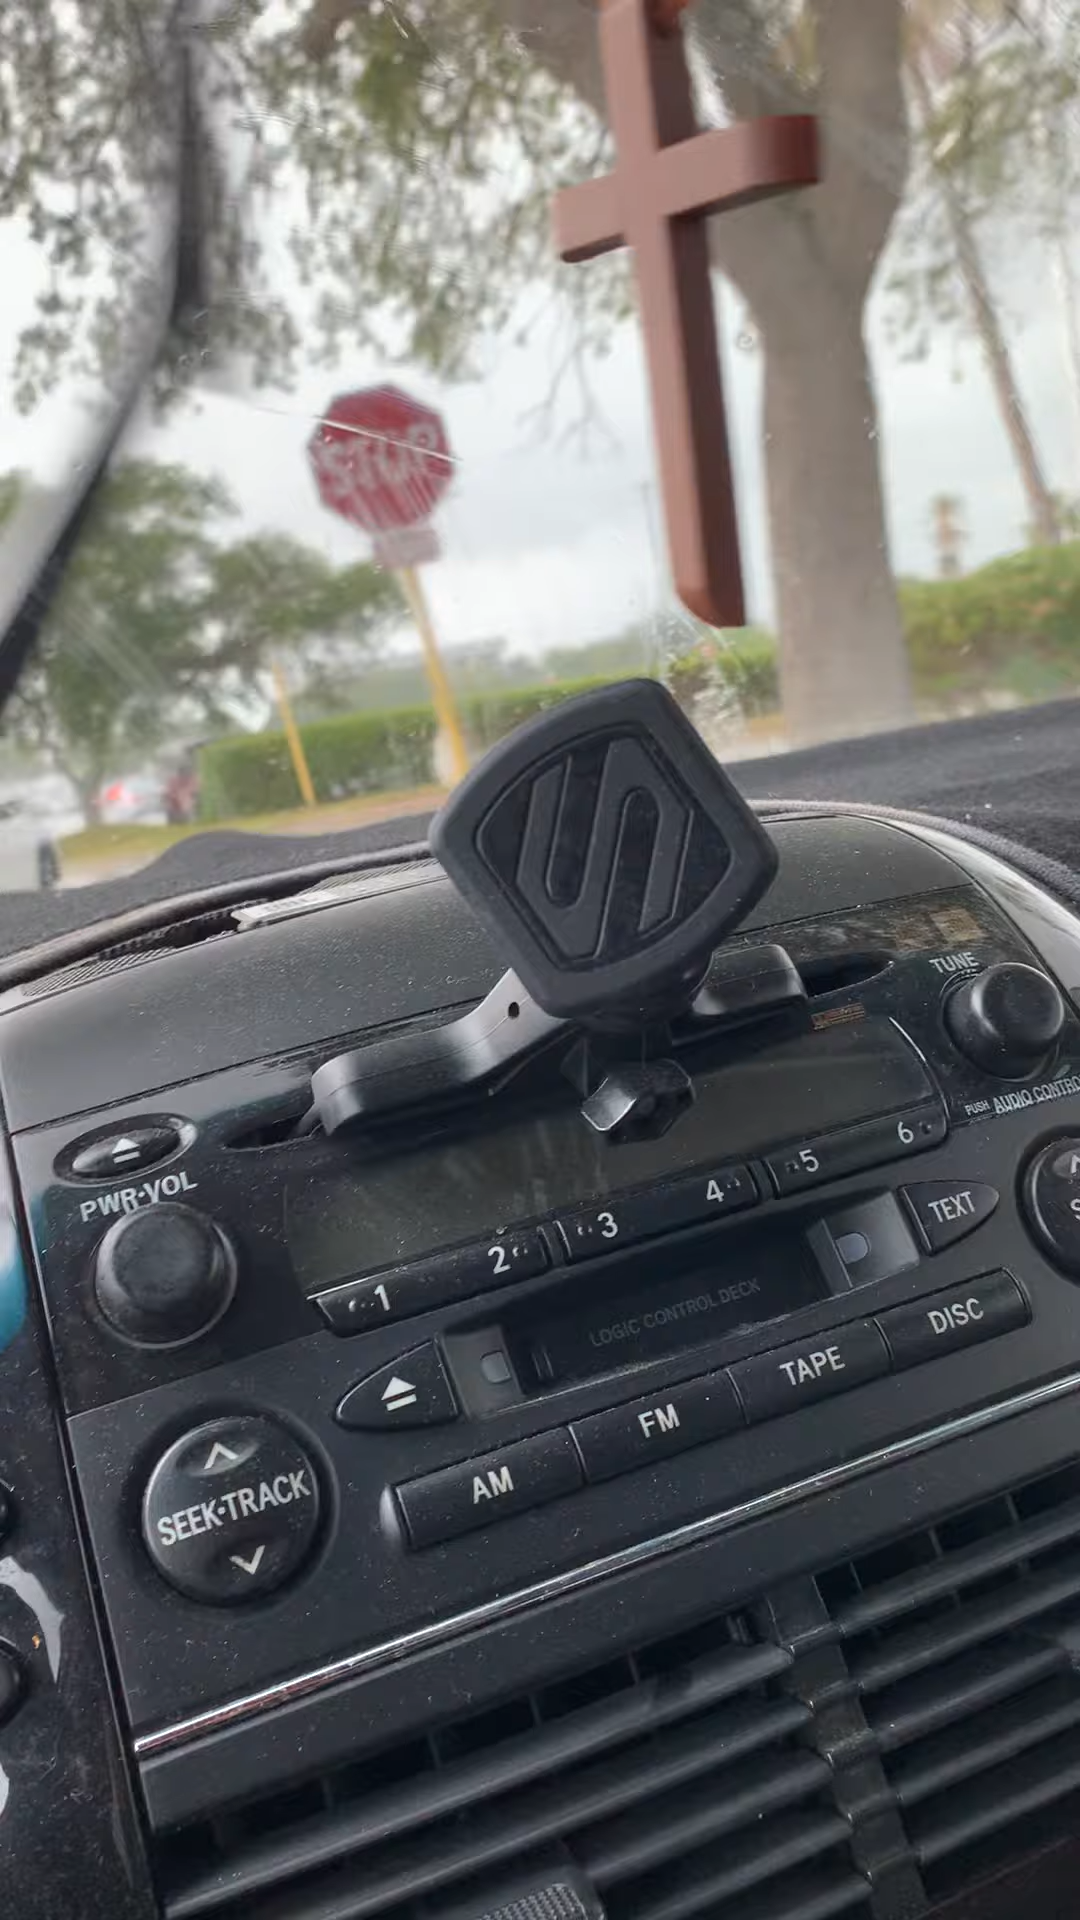 STOP
TUNE
PUSH AUDIO CONTRO
PWR•VOL
1 2 3 4 5 6
TEXT
LOGIC CONTROL DECK
AM FM TAPE DISC
SEEK•TRACK